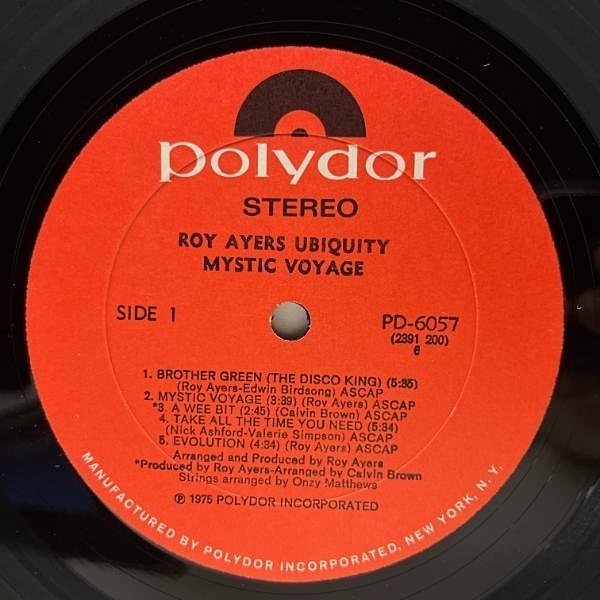 polydor
STEREO
ROY AYERS UBIQUITY
MYSTIC VOYAGE
SIDE 1
PD-6057
(2391 200)
6
1. BROTHER GREEN (THE DISCO KING) (5:35)
(Roy Ayers-Edwin Birdsong) ASCAP
2. MYSTIC VOYAGE (3:39) (Roy Ayers) ASCAP
*3. A WEE BIT (2:45) (Calvin Brown) ASCAP
4. TAKE ALL THE TIME YOU NEED (5:34)
(Nick Ashford-Valerie Simpson) ASCAP
5. EVOLUTION (4:34) (Roy Ayers) ASCAP
Arranged and Produced by Roy Ayers
*Produced by Roy Ayers-Arranged by Calvin Brown
Strings arranged by Onzy Matthews
Ⓟ 1975 POLYDOR INCORPORATED
MANUFACTURED BY POLYDOR INCORPORATED, NEW YORK, N.Y.